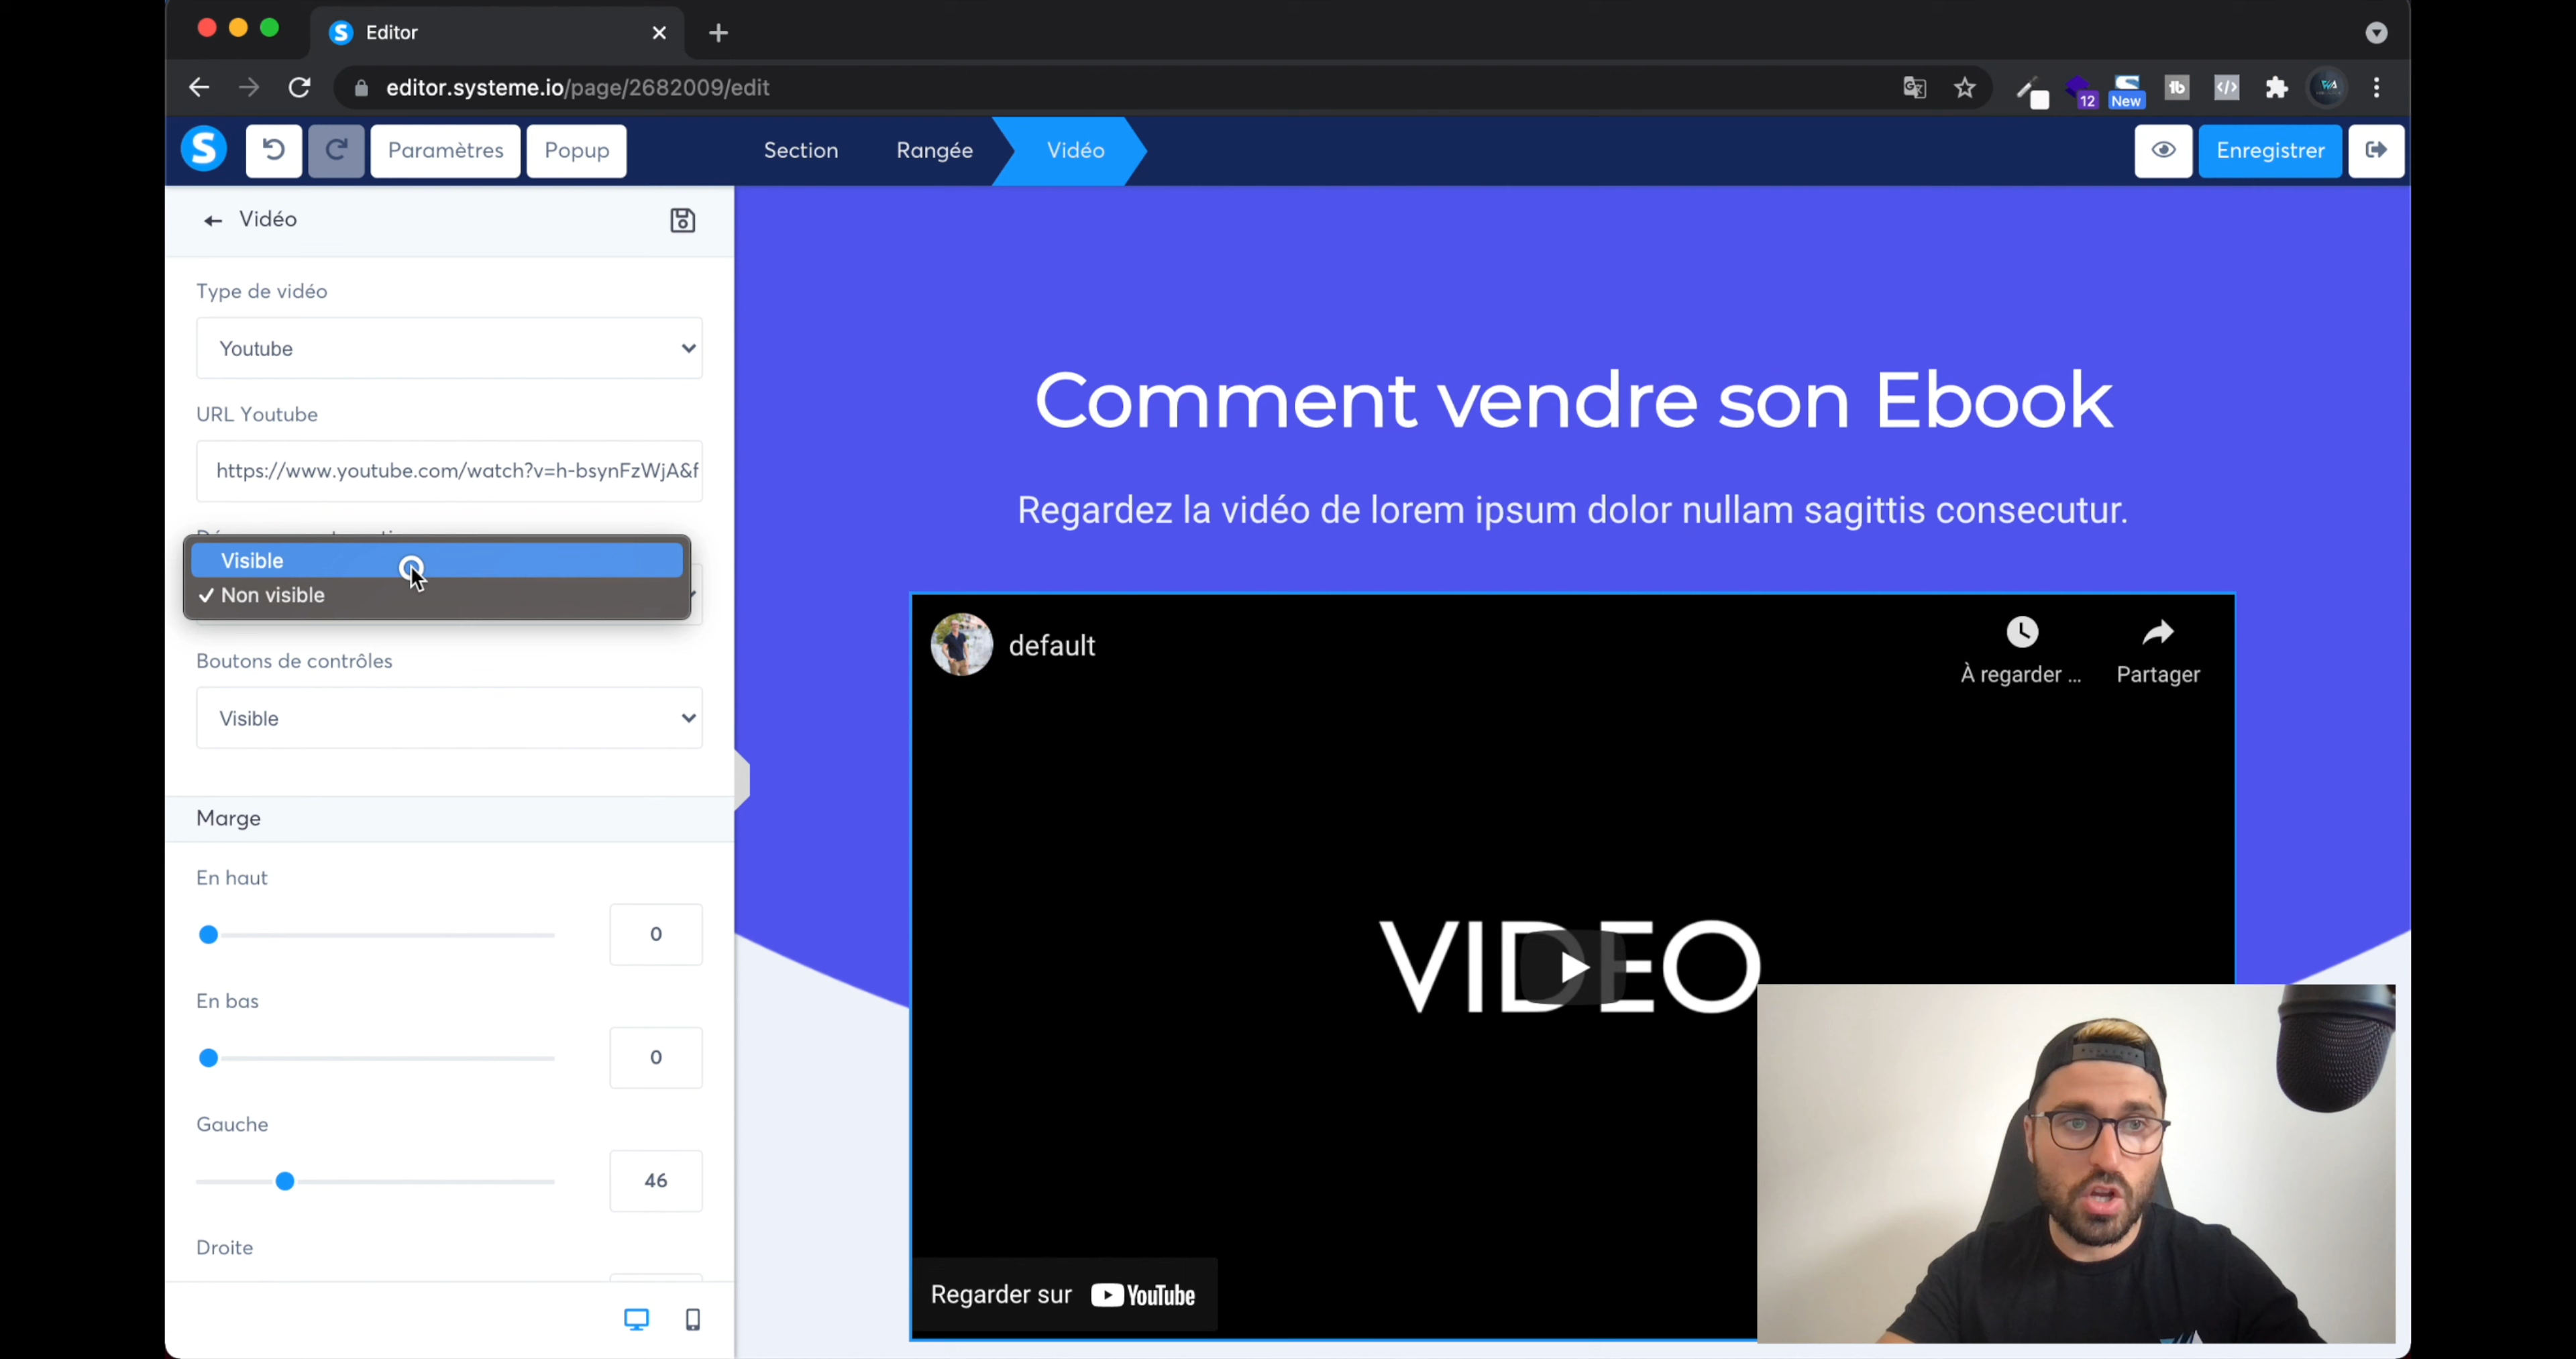 Editor
editor.systeme.io/page/2682009/edit
12
New
tb
</>
WA
S
Paramètres
Popup
Section
Rangée
Vidéo
Enregistrer
Vidéo
Type de vidéo
Youtube
URL Youtube
https://www.youtube.com/watch?v=h-bsynFzWjA&f
Visible
✓ Non visible
Boutons de contrôles
Visible
Marge
En haut
0
En bas
0
Gauche
46
Droite
Comment vendre son Ebook
Regardez la vidéo de lorem ipsum dolor nullam sagittis consecutur.
default
À regarder ...
Partager
VIDEO
Regarder sur YouTube